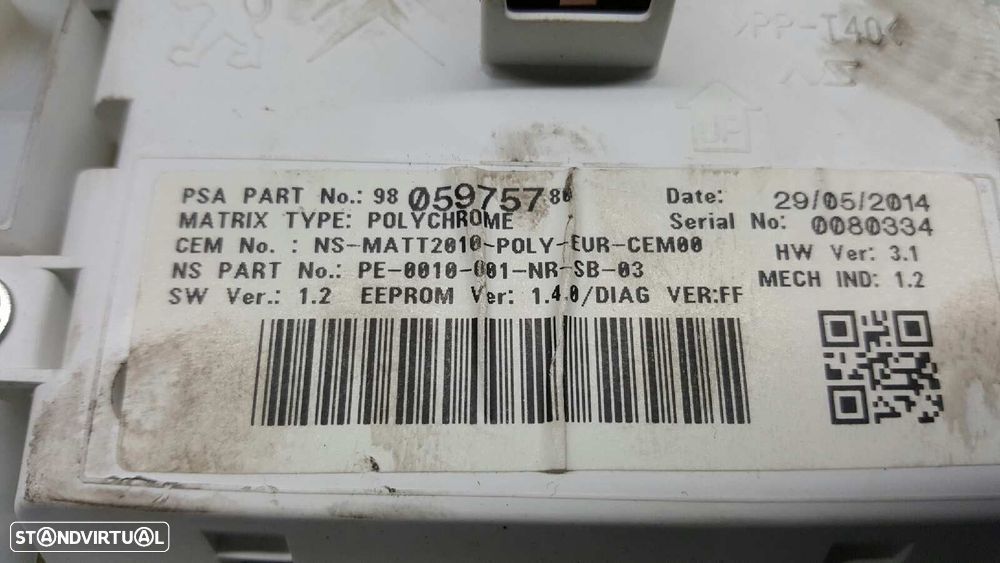 >PP-T40<
UP
PSA PART No.: 98 059757 80
Date: 29/05/2014
MATRIX TYPE: POLYCHROME
Serial No: 0080334
CEM No. : NS-MATT2010-POLY-EUR-CEM00
HW Ver: 3.1
NS PART No.: PE-0010-001-NR-SB-03
MECH IND: 1.2
SW Ver.: 1.2 EEPROM Ver: 1.4.0/DIAG VER:FF
STANDVIRTUAL